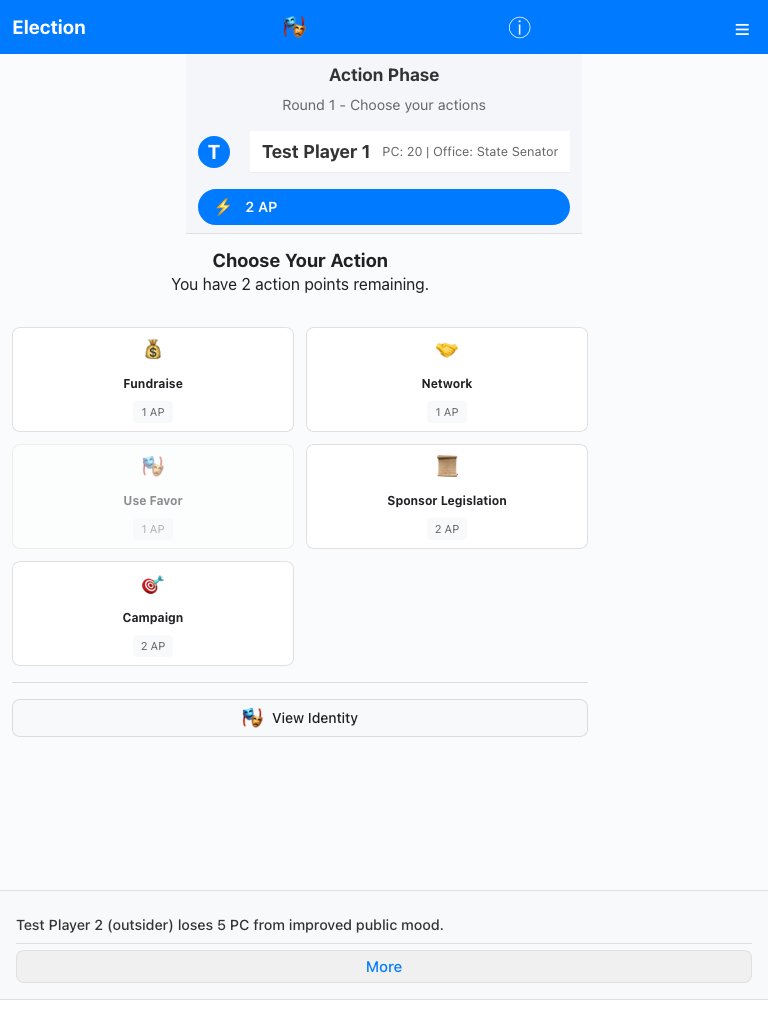 Election
Action Phase
Round 1 - Choose your actions
T
Test Player 1 PC: 20 | Office: State Senator
2 AP
Choose Your Action
You have 2 action points remaining.
Fundraise
1 AP
Network
1 AP
Use Favor
1 AP
Sponsor Legislation
2 AP
Campaign
2 AP
View Identity
Test Player 2 (outsider) loses 5 PC from improved public mood.
More